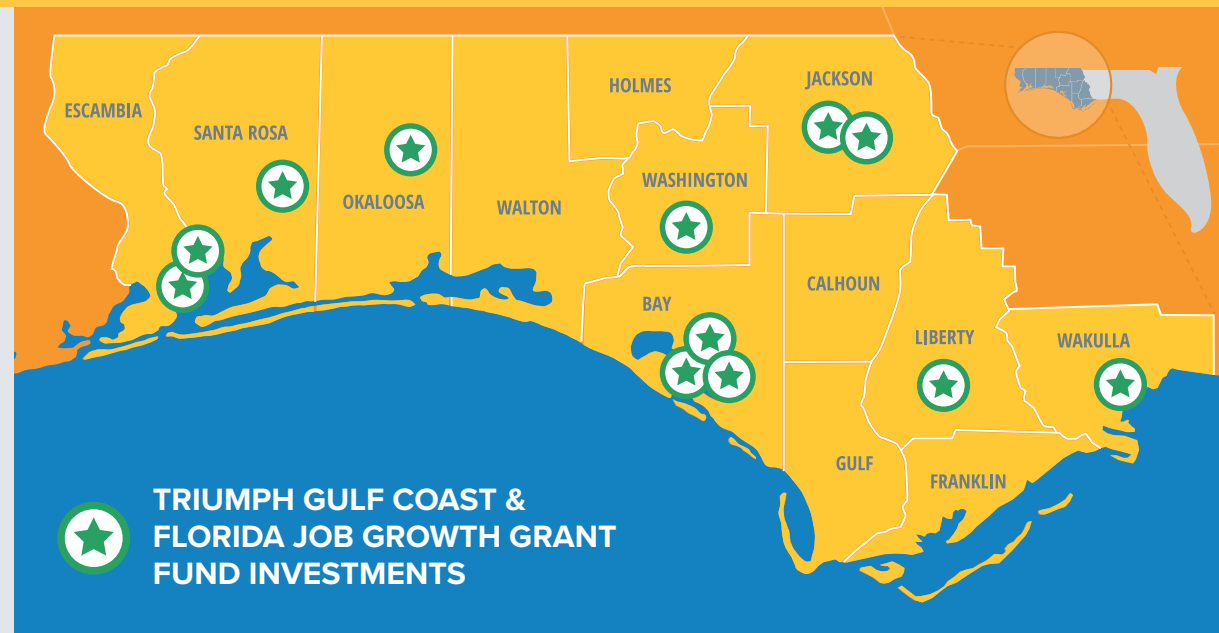 HOLMES
JACKSON
ESCAMBIA
SANTA ROSA
WASHINGTON
OKALOOSA
WALTON
CALHOUN
BAY
LIBERTY
WAKULLA
GULF
FRANKLIN
TRIUMPH GULF COAST &
FLORIDA JOB GROWTH GRANT
FUND INVESTMENTS